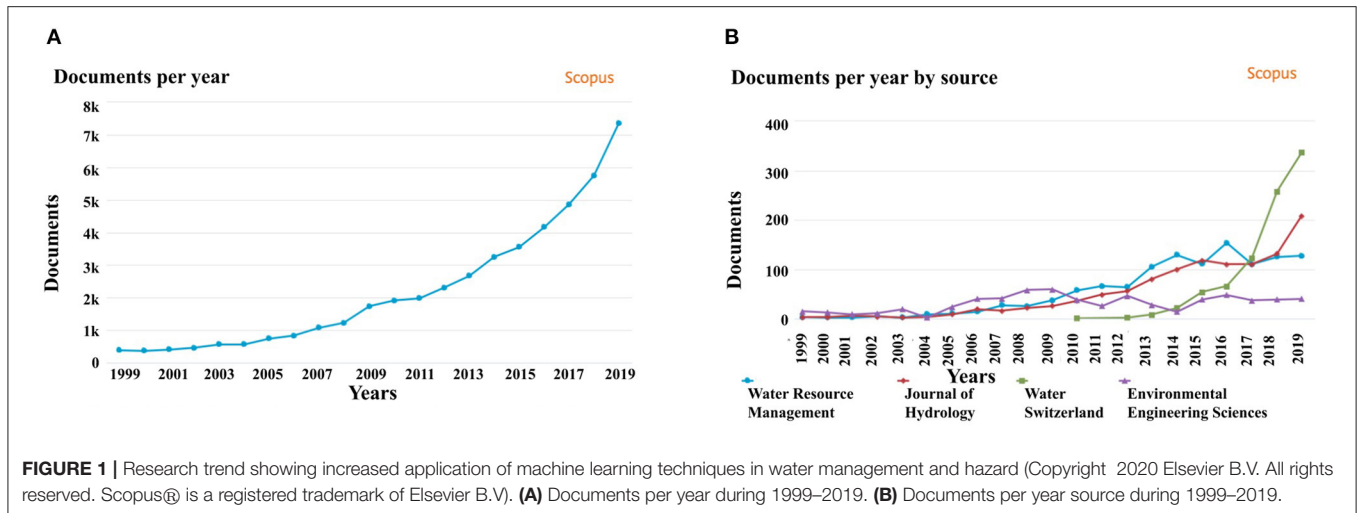 A
Documents per year
Scopus
8k
7k
6k
5k
4k
3k
2k
1k
0
Documents
1999 2001 2003 2005 2007 2009 2011 2013 2015 2017 2019
Years
B
Documents per year by source
Scopus
400
300
200
100
0
Documents
1999 2000 2001 2002 2003 2004 2005 2006 2007 2008 2009 2010 2011 2012 2013 2014 2015 2016 2017 2018 2019
Years
Water Resource
Management
Journal of
Hydrology
Water
Switzerland
Environmental
Engineering Sciences
FIGURE 1 | Research trend showing increased application of machine learning techniques in water management and hazard (Copyright 2020 Elsevier B.V. All rights
reserved. Scopus® is a registered trademark of Elsevier B.V). (A) Documents per year during 1999–2019. (B) Documents per year source during 1999–2019.